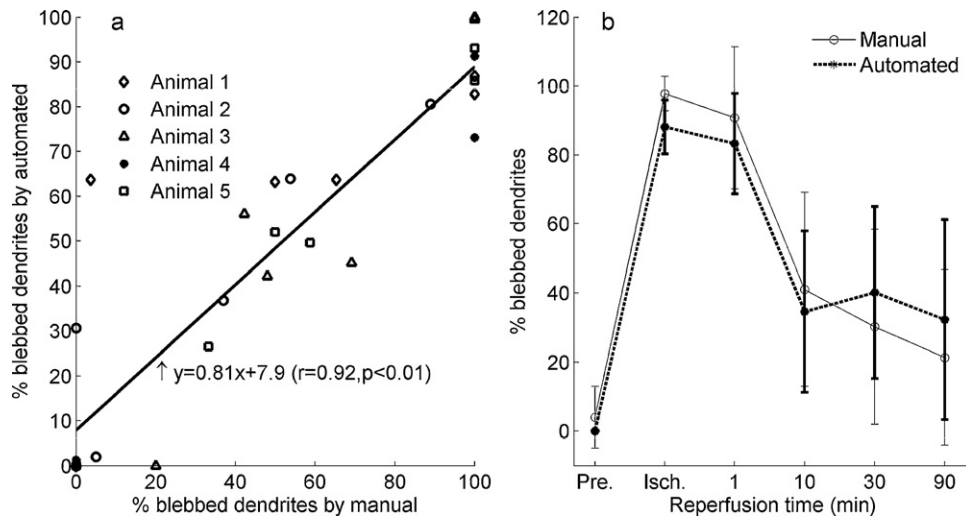 a
100
90
80
70
60
50
40
30
20
10
0
% blebbed dendrites by automated
Animal 1
Animal 2
Animal 3
Animal 4
Animal 5
↑ y=0.81x+7.9 (r=0.92,p<0.01)
0 20 40 60 80 100
% blebbed dendrites by manual
b
120
100
80
60
40
20
0
% blebbed dendrites
Manual
Automated
Pre. Isch. 1 10 30 90
Reperfusion time (min)